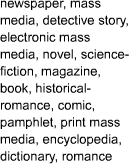 newspaper, mass
media, detective story,
electronic mass
media, novel, science-
fiction, magazine,
book, historical-
romance, comic,
pamphlet, print mass
media, encyclopedia,
dictionary, romance